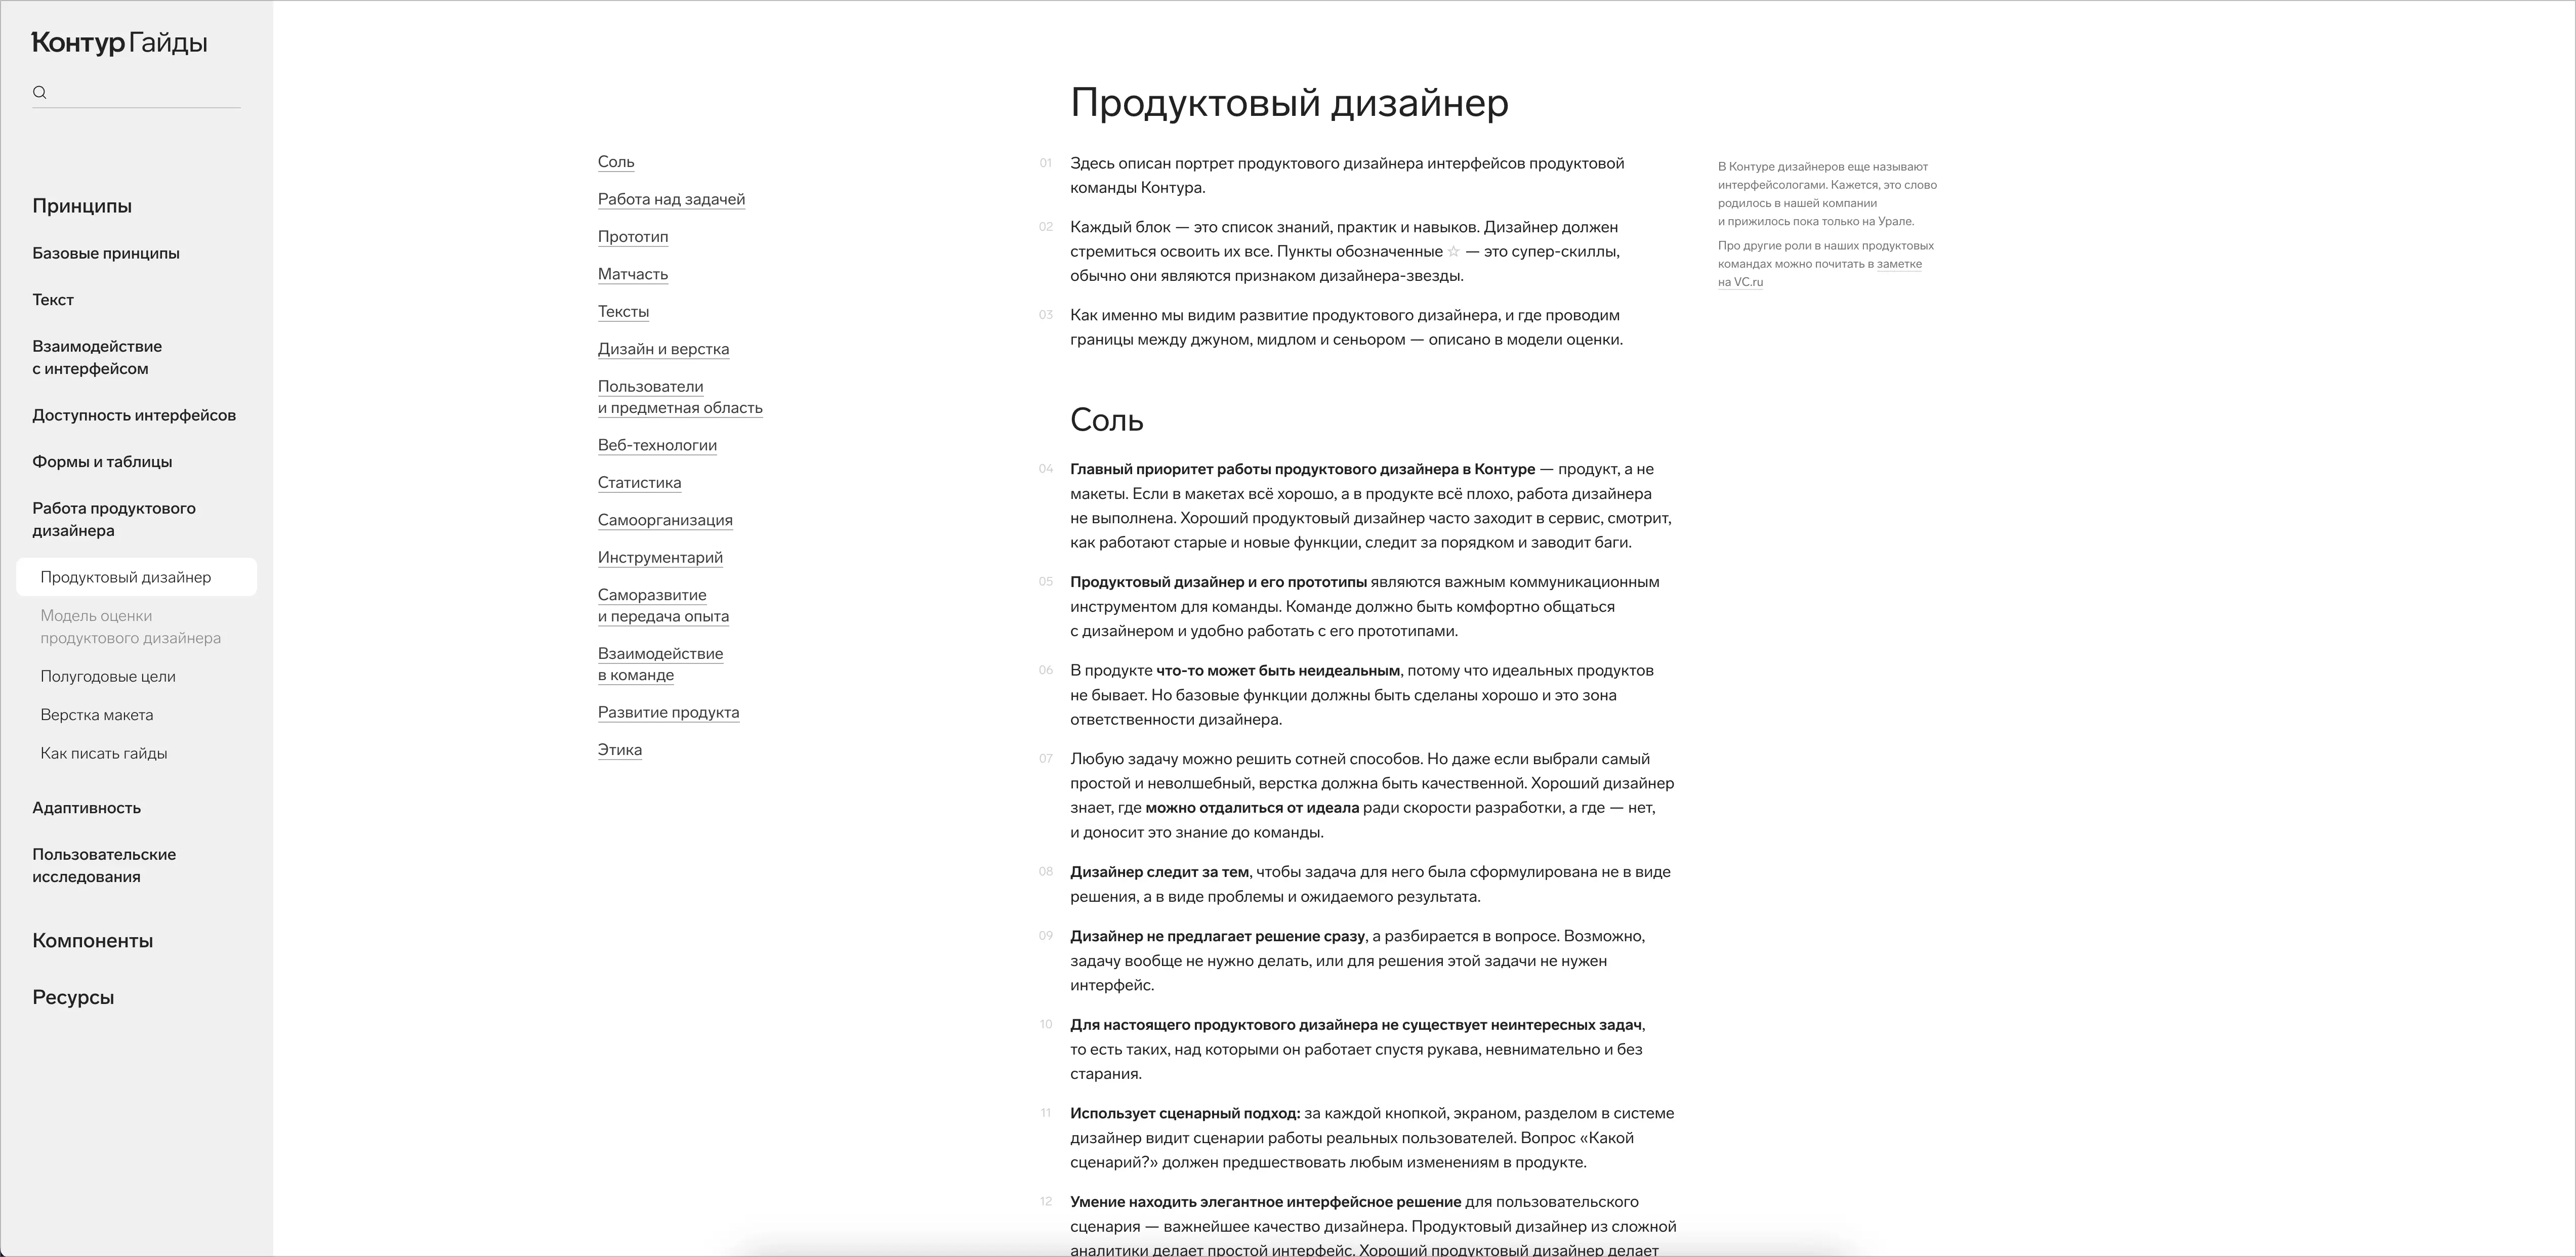 Контур Гайды
Принципы
Базовые принципы
Текст
Взаимодействие
с интерфейсом
Доступность интерфейсов
Формы и таблицы
Работа продуктового
дизайнера
Продуктовый дизайнер
Модель оценки
продуктового дизайнера
Полугодовые цели
Верстка макета
Как писать гайды
Адаптивность
Пользовательские
исследования
Компоненты
Ресурсы
Соль
Работа над задачей
Прототип
Матчасть
Тексты
Дизайн и верстка
Пользователи
и предметная область
Веб-технологии
Статистика
Самоорганизация
Инструментарий
Саморазвитие
и передача опыта
Взаимодействие
в команде
Развитие продукта
Этика
Продуктовый дизайнер
01 Здесь описан портрет продуктового дизайнера интерфейсов продуктовой
команды Контура.
02 Каждый блок — это список знаний, практик и навыков. Дизайнер должен
стремиться освоить их все. Пункты обозначенные ☆ — это супер-скиллы,
обычно они являются признаком дизайнера-звезды.
03 Как именно мы видим развитие продуктового дизайнера, и где проводим
границы между джуном, мидлом и сеньором — описано в модели оценки.
В Контуре дизайнеров еще называют
интерфейсологами. Кажется, это слово
родилось в нашей компании
и прижилось пока только на Урале.
Про другие роли в наших продуктовых
командах можно почитать в заметке
на VC.ru
Соль
04 Главный приоритет работы продуктового дизайнера в Контуре — продукт, а не
макеты. Если в макетах всё хорошо, а в продукте всё плохо, работа дизайнера
не выполнена. Хороший продуктовый дизайнер часто заходит в сервис, смотрит,
как работают старые и новые функции, следит за порядком и заводит баги.
05 Продуктовый дизайнер и его прототипы являются важным коммуникационным
инструментом для команды. Команде должно быть комфортно общаться
с дизайнером и удобно работать с его прототипами.
06 В продукте что-то может быть неидеальным, потому что идеальных продуктов
не бывает. Но базовые функции должны быть сделаны хорошо и это зона
ответственности дизайнера.
07 Любую задачу можно решить сотней способов. Но даже если выбрали самый
простой и неволшебный, верстка должна быть качественной. Хороший дизайнер
знает, где можно отдалиться от идеала ради скорости разработки, а где — нет,
и доносит это знание до команды.
08 Дизайнер следит за тем, чтобы задача для него была сформулирована не в виде
решения, а в виде проблемы и ожидаемого результата.
09 Дизайнер не предлагает решение сразу, а разбирается в вопросе. Возможно,
задачу вообще не нужно делать, или для решения этой задачи не нужен
интерфейс.
10 Для настоящего продуктового дизайнера не существует неинтересных задач,
то есть таких, над которыми он работает спустя рукава, невнимательно и без
старания.
11 Использует сценарный подход: за каждой кнопкой, экраном, разделом в системе
дизайнер видит сценарии работы реальных пользователей. Вопрос «Какой
сценарий?» должен предшествовать любым изменениям в продукте.
12 Умение находить элегантное интерфейсное решение для пользовательского
сценария — важнейшее качество дизайнера. Продуктовый дизайнер из сложной
аналитики делает простой интерфейс. Хороший продуктовый дизайнер делает